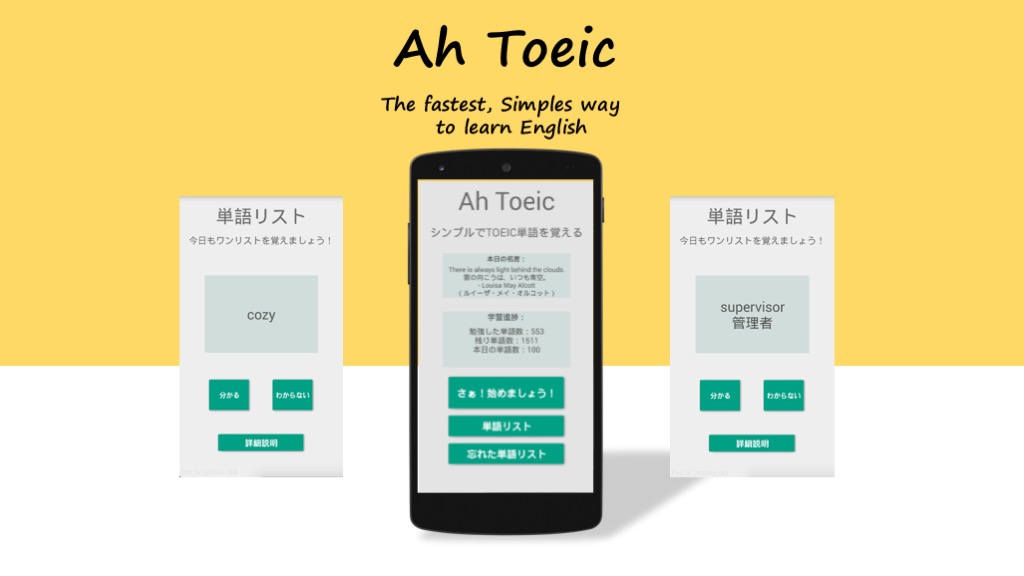 Ah Toeic
The fastest, Simples way
to learn English
単語リスト
今日もワンリストを覚えましょう！
cozy
分かる
わからない
詳細説明
Ah Toeic
シンプルでTOEIC単語を覚える
本日の名言：
There is always light behind the clouds.
雲の向こうは、いつも青空。
- Louisa May Alcott
（ルイーザ・メイ・オルコット）
学習進捗：
勉強した単語数：553
残り単語数：1511
本日の単語数：100
さぁ！始めましょう！
単語リスト
忘れた単語リスト
単語リスト
今日もワンリストを覚えましょう！
supervisor
管理者
分かる
わからない
詳細説明